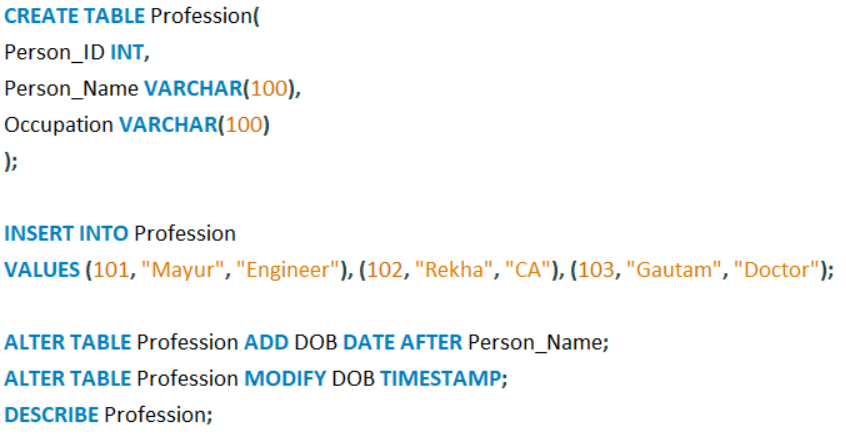 CREATE TABLE Profession(
Person_ID INT,
Person_Name VARCHAR(100),
Occupation VARCHAR(100)
);
INSERT INTO Profession
VALUES (101, "Mayur", "Engineer"), (102, "Rekha", "CA"), (103, "Gautam", "Doctor");
ALTER TABLE Profession ADD DOB DATE AFTER Person_Name;
ALTER TABLE Profession MODIFY DOB TIMESTAMP;
DESCRIBE Profession;